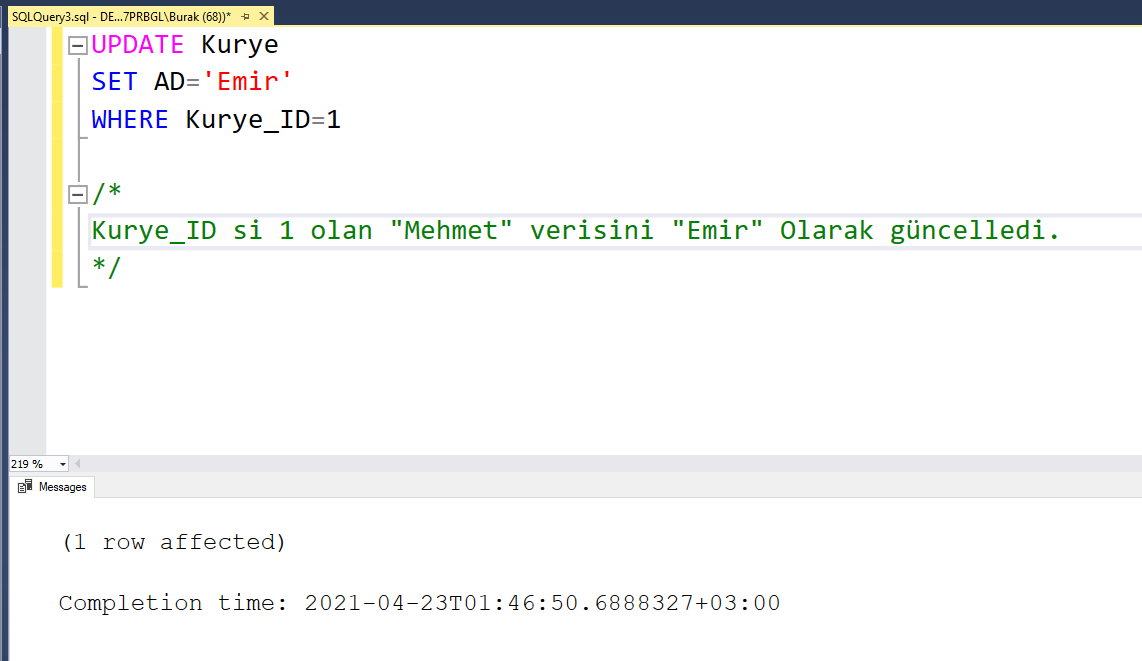 SQLQuery3.sql - DE...7PRBGL\Burak (68))*
UPDATE Kurye
SET AD='Emir'
WHERE Kurye_ID=1
/*
Kurye_ID si 1 olan "Mehmet" verisini "Emir" Olarak güncelledi.
*/
219 %
Messages
(1 row affected)
Completion time: 2021-04-23T01:46:50.6888327+03:00